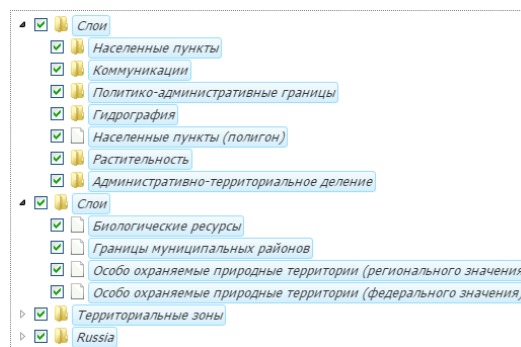 Слои
Населенные пункты
Коммуникации
Политико-административные границы
Гидрография
Населенные пункты (полигон)
Растительность
Административно-территориальное деление
Слои
Биологические ресурсы
Границы муниципальных районов
Особо охраняемые природные территории (регионального значения
Особо охраняемые природные территории (федерального значения)
Территориальные зоны
Russia